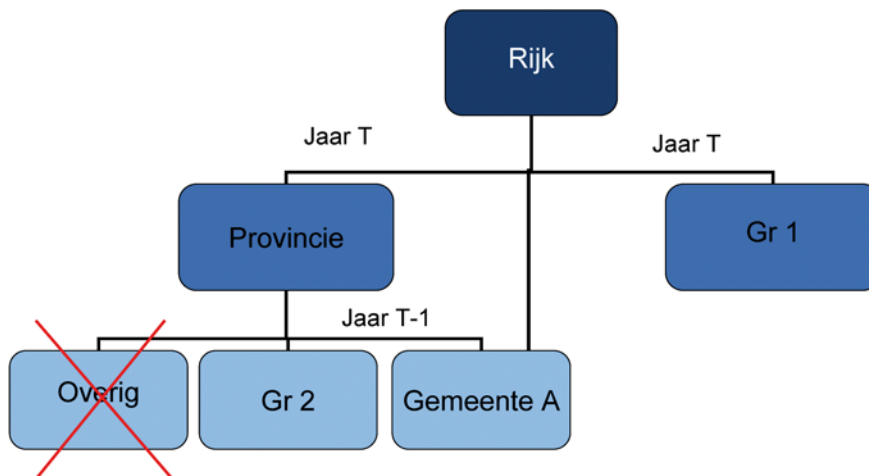 Rijk
Jaar T
Jaar T
Provincie
Gr 1
Jaar T-1
Overig
Gr 2
Gemeente A